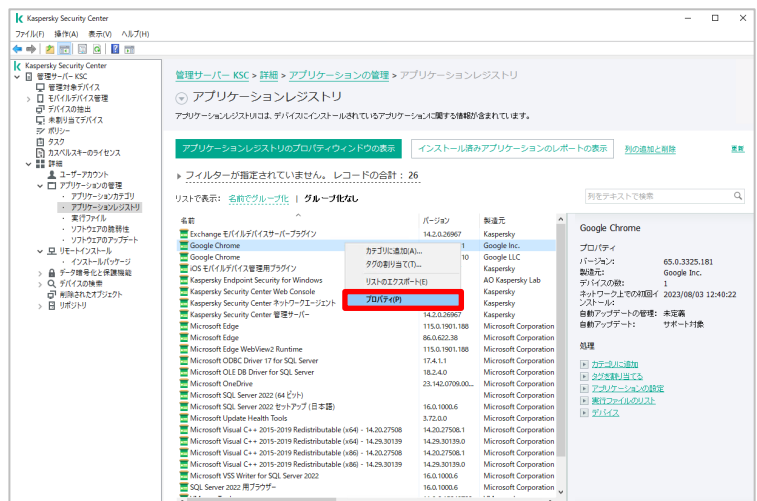 Kaspersky Security Center
ファイル(F) 操作(A) 表示(V) ヘルプ(H)
Kaspersky Security Center
管理サーバー KSC
管理対象デバイス
モバイルデバイス管理
デバイスの抽出
未割り当てデバイス
ポリシー
タスク
カスペルスキーのライセンス
詳細
ユーザーアカウント
アプリケーションの管理
アプリケーションカテゴリ
アプリケーションレジストリ
実行ファイル
ソフトウェアの脆弱性
ソフトウェアのアップデート
リモートインストール
インストールパッケージ
データ暗号化と保護機能
デバイスの検索
削除されたオブジェクト
リポジトリ
管理サーバー KSC > 詳細 > アプリケーションの管理 > アプリケーションレジストリ
アプリケーションレジストリ
アプリケーションレジストリには、デバイスにインストールされているアプリケーションに関する情報が含まれています。
アプリケーションレジストリのプロパティウィンドウの表示 インストール済みアプリケーションのレポートの表示 列の追加と削除 更新
フィルターが指定されていません。 レコードの合計: 26
リストで表示: 名前でグループ化 | グループ化なし
列をテキストで検索
名前 バージョン 製造元
Exchange モバイルデバイスサーバープラグイン 14.2.0.26967 Kaspersky
Google Chrome 1 Google Inc.
Google Chrome 10 Google LLC
iOS モバイルデバイス管理用プラグイン Kaspersky
Kaspersky Endpoint Security for Windows AO Kaspersky Lab
Kaspersky Security Center Web Console Kaspersky
Kaspersky Security Center ネットワークエージェント Kaspersky
Kaspersky Security Center 管理サーバー 14.2.0.26967 Kaspersky
Microsoft Edge 115.0.1901.188 Microsoft Corporation
Microsoft Edge 86.0.622.38 Microsoft Corporation
Microsoft Edge WebView2 Runtime 115.0.1901.188 Microsoft Corporation
Microsoft ODBC Driver 17 for SQL Server 17.4.1.1 Microsoft Corporation
Microsoft OLE DB Driver for SQL Server 18.2.4.0 Microsoft Corporation
Microsoft OneDrive 23.142.0709.00... Microsoft Corporation
Microsoft SQL Server 2022 (64 ビット) Microsoft Corporation
Microsoft SQL Server 2022 セットアップ (日本語) 16.0.1000.6 Microsoft Corporation
Microsoft Update Health Tools 3.72.0.0 Microsoft Corporation
Microsoft Visual C++ 2015-2019 Redistributable (x64) - 14.20.27508 14.20.27508.1 Microsoft Corporation
Microsoft Visual C++ 2015-2019 Redistributable (x64) - 14.29.30139 14.29.30139.0 Microsoft Corporation
Microsoft Visual C++ 2015-2019 Redistributable (x86) - 14.20.27508 14.20.27508.1 Microsoft Corporation
Microsoft Visual C++ 2015-2019 Redistributable (x86) - 14.29.30139 14.29.30139.0 Microsoft Corporation
Microsoft VSS Writer for SQL Server 2022 16.0.1000.6 Microsoft Corporation
SQL Server 2022 用ブラウザー 16.0.1000.6 Microsoft Corporation
カテゴリに追加(A)...
タグの割り当て(T)...
リストのエクスポート(E)
プロパティ(P)
Google Chrome
プロパティ
バージョン: 65.0.3325.181
製造元: Google Inc.
デバイスの数: 1
ネットワーク上での初回イ 2023/08/03 12:40:22
ンストール:
自動アップデートの管理: 未定義
自動アップデート: サポート対象
処理
カテゴリに追加
タグを割り当てる
アプリケーションの設定
実行ファイルのリスト
デバイス